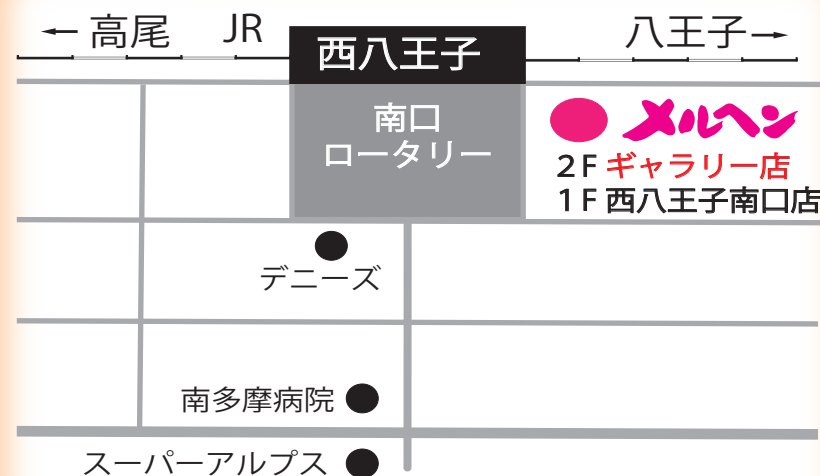 ←高尾 JR
八王子→
西八王子
南口
ロータリー
メルヘン
2F ギャラリー店
1F 西八王子南口店
デニーズ
南多摩病院
スーパーアルプス